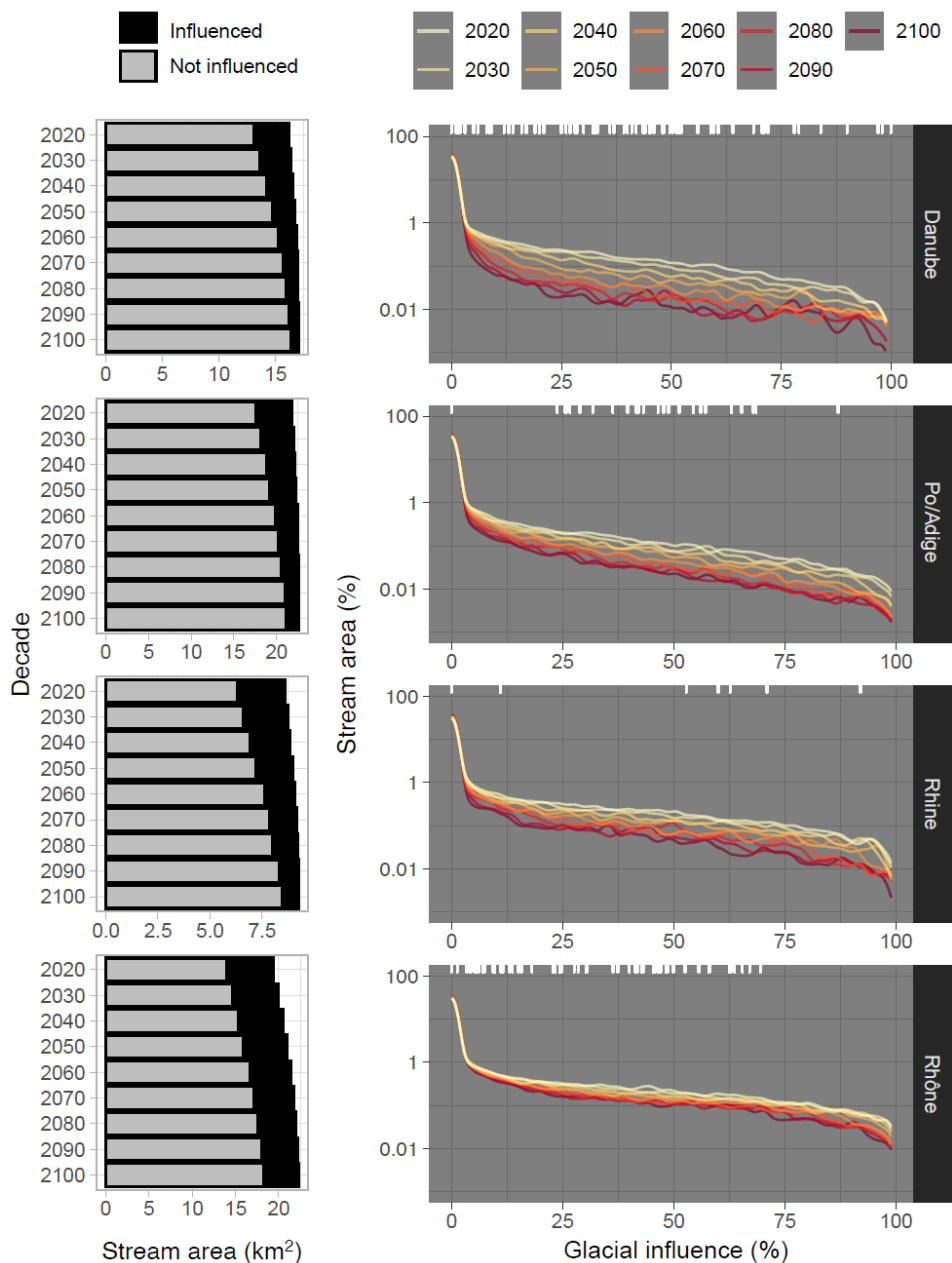 Influenced
Not influenced
2020 2040 2060 2080 2100
2030 2050 2070 2090
Decade
2020
2030
2040
2050
2060
2070
2080
2090
2100
0 5 10 15
2020
2030
2040
2050
2060
2070
2080
2090
2100
0 5 10 15 20
2020
2030
2040
2050
2060
2070
2080
2090
2100
0.0 2.5 5.0 7.5
2020
2030
2040
2050
2060
2070
2080
2090
2100
0 5 10 15 20
Stream area (km²)
Stream area (%)
100
1
0.01
0 25 50 75 100
Danube
100
1
0.01
0 25 50 75 100
Po/Adige
100
1
0.01
0 25 50 75 100
Rhine
100
1
0.01
0 25 50 75 100
Rhône
Glacial influence (%)